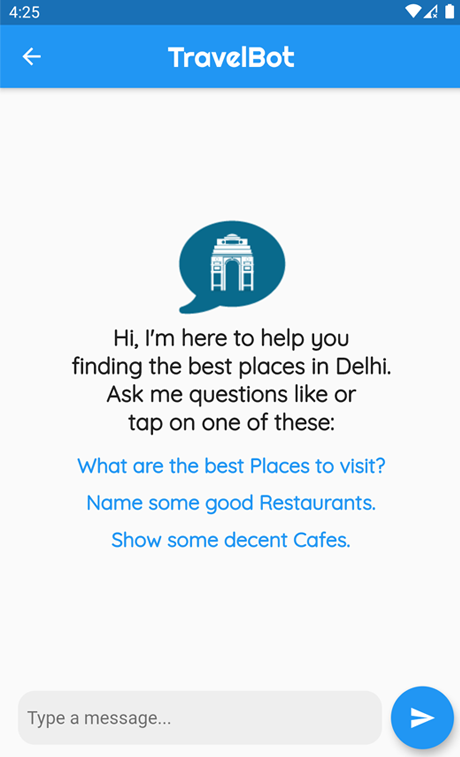 4:25
TravelBot
Hi, I'm here to help you
finding the best places in Delhi.
Ask me questions like or
tap on one of these:
What are the best Places to visit?
Name some good Restaurants.
Show some decent Cafes.
Type a message...